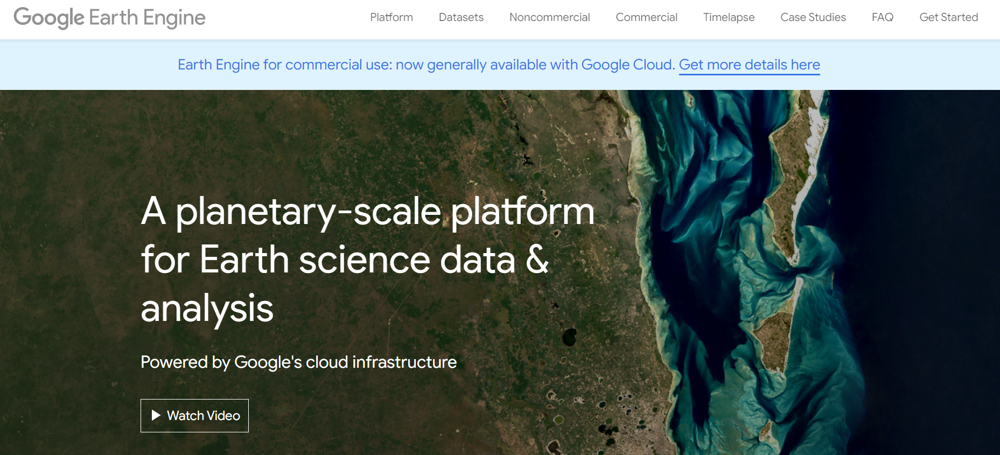 Google Earth Engine
Platform Datasets Noncommercial Commercial Timelapse Case Studies FAQ Get Started
Earth Engine for commercial use: now generally available with Google Cloud. Get more details here
A planetary-scale platform
for Earth science data &
analysis
Powered by Google's cloud infrastructure
Watch Video